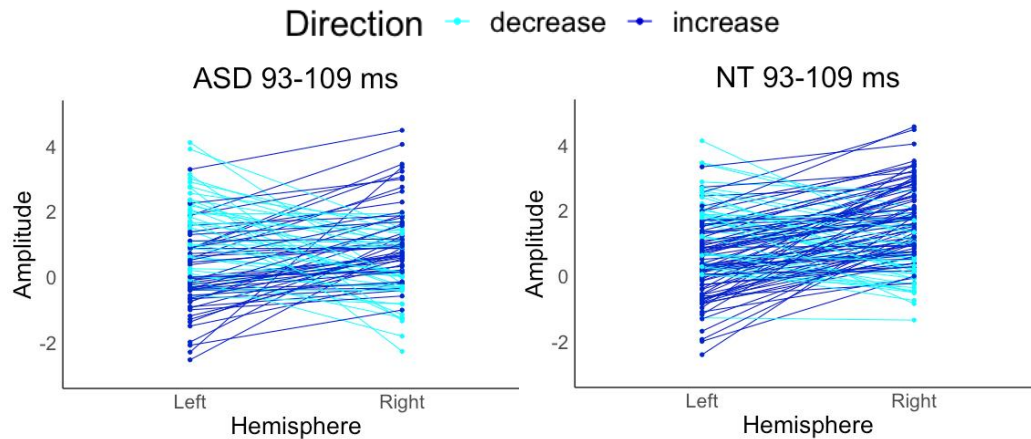 Direction decrease increase
ASD 93-109 ms
Amplitude
4
2
0
-2
Left Right
Hemisphere
NT 93-109 ms
Amplitude
4
2
0
-2
Left Right
Hemisphere